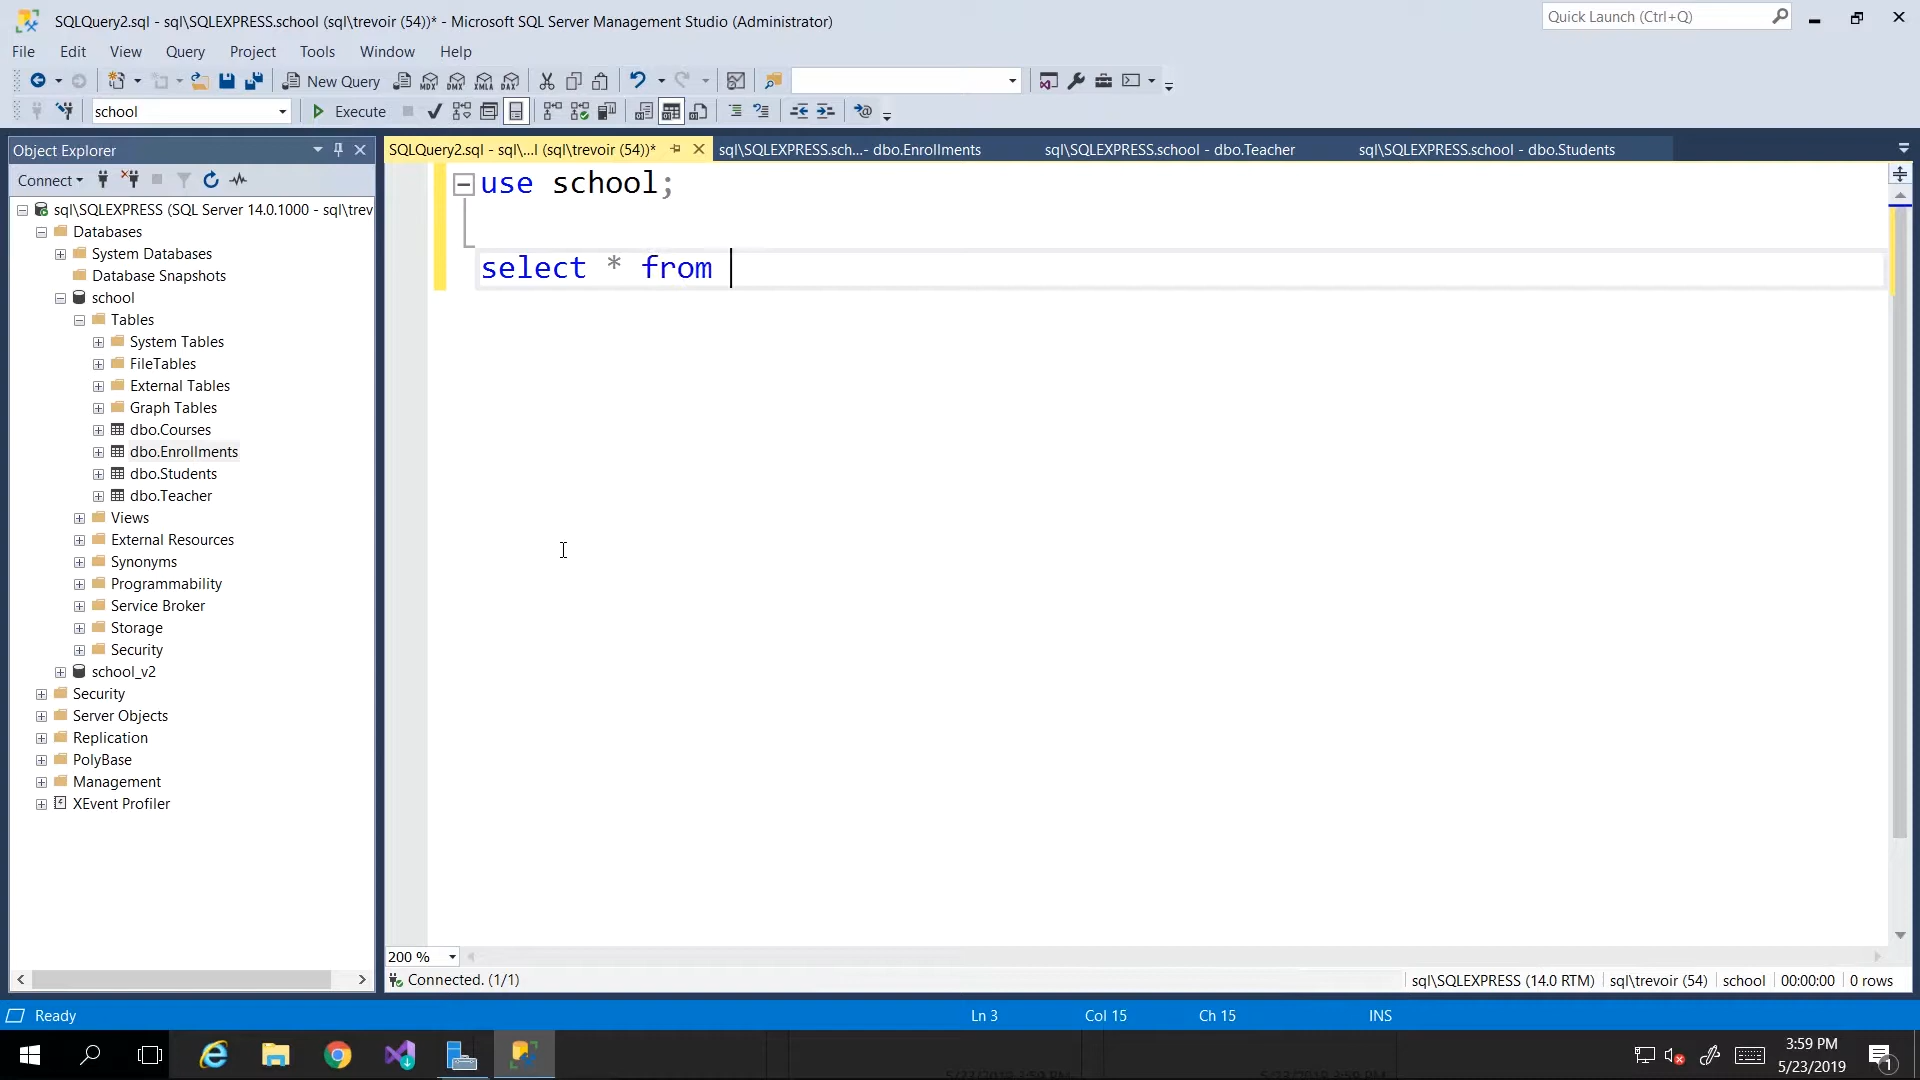 SQLQuery2.sql - sql\SQLEXPRESS.school (sql\trevoir (54))* - Microsoft SQL Server Management Studio (Administrator)
Quick Launch (Ctrl+Q)
File Edit View Query Project Tools Window Help
New Query MDX DMX XMLA DAX
school Execute
Object Explorer
SQLQuery2.sql - sql\...l (sql\trevoir (54))* sql\SQLEXPRESS.sch...- dbo.Enrollments sql\SQLEXPRESS.school - dbo.Teacher sql\SQLEXPRESS.school - dbo.Students
Connect
sql\SQLEXPRESS (SQL Server 14.0.1000 - sql\trev
Databases
System Databases
Database Snapshots
school
Tables
System Tables
FileTables
External Tables
Graph Tables
dbo.Courses
dbo.Enrollments
dbo.Students
dbo.Teacher
Views
External Resources
Synonyms
Programmability
Service Broker
Storage
Security
school_v2
Security
Server Objects
Replication
PolyBase
Management
XEvent Profiler
use school;
select * from
200 %
Connected. (1/1) sql\SQLEXPRESS (14.0 RTM) sql\trevoir (54) school 00:00:00 0 rows
Ready Ln 3 Col 15 Ch 15 INS
3:59 PM
5/23/2019
1